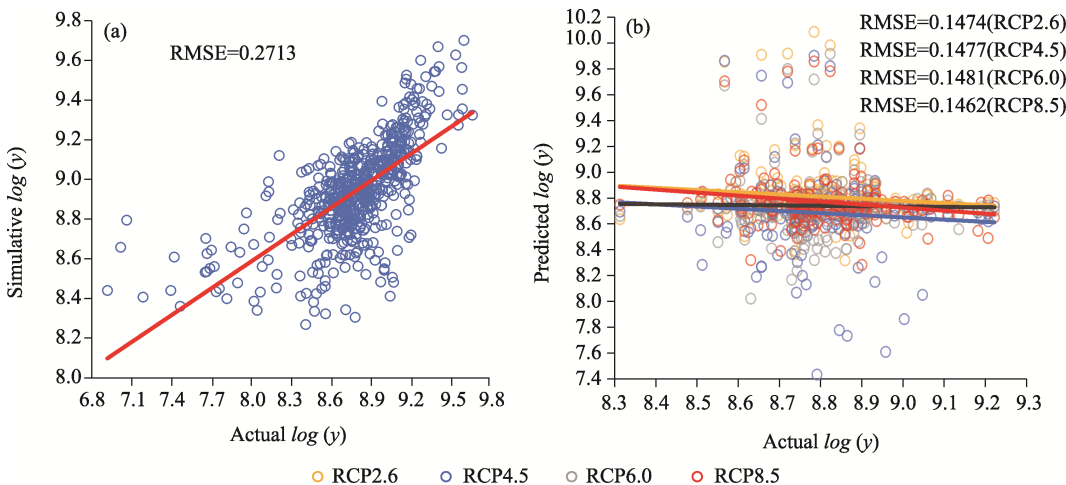 (a)
RMSE=0.2713
Simulative log (y)
9.8
9.6
9.4
9.2
9.0
8.8
8.6
8.4
8.2
8.0
6.8 7.1 7.4 7.7 8.0 8.3 8.6 8.9 9.2 9.5 9.8
Actual log (y)
(b)
RMSE=0.1474(RCP2.6)
RMSE=0.1477(RCP4.5)
RMSE=0.1481(RCP6.0)
RMSE=0.1462(RCP8.5)
Predicted log (y)
10.2
10.0
9.8
9.6
9.4
9.2
9.0
8.8
8.6
8.4
8.2
8.0
7.8
7.6
7.4
8.3 8.4 8.5 8.6 8.7 8.8 8.9 9.0 9.1 9.2 9.3
Actual log (y)
RCP2.6 RCP4.5 RCP6.0 RCP8.5